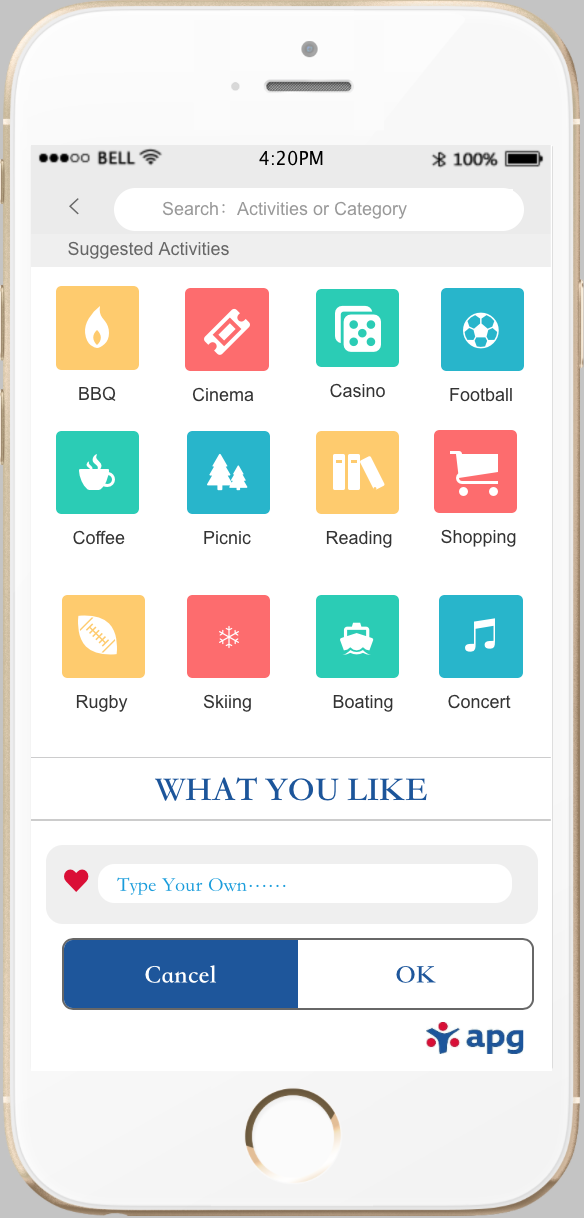 BELL 4:20PM 100%
Search: Activities or Category
Suggested Activities
BBQ Cinema Casino Football
Coffee Picnic Reading Shopping
Rugby Skiing Boating Concert
WHAT YOU LIKE
Type Your Own······
Cancel OK
apg